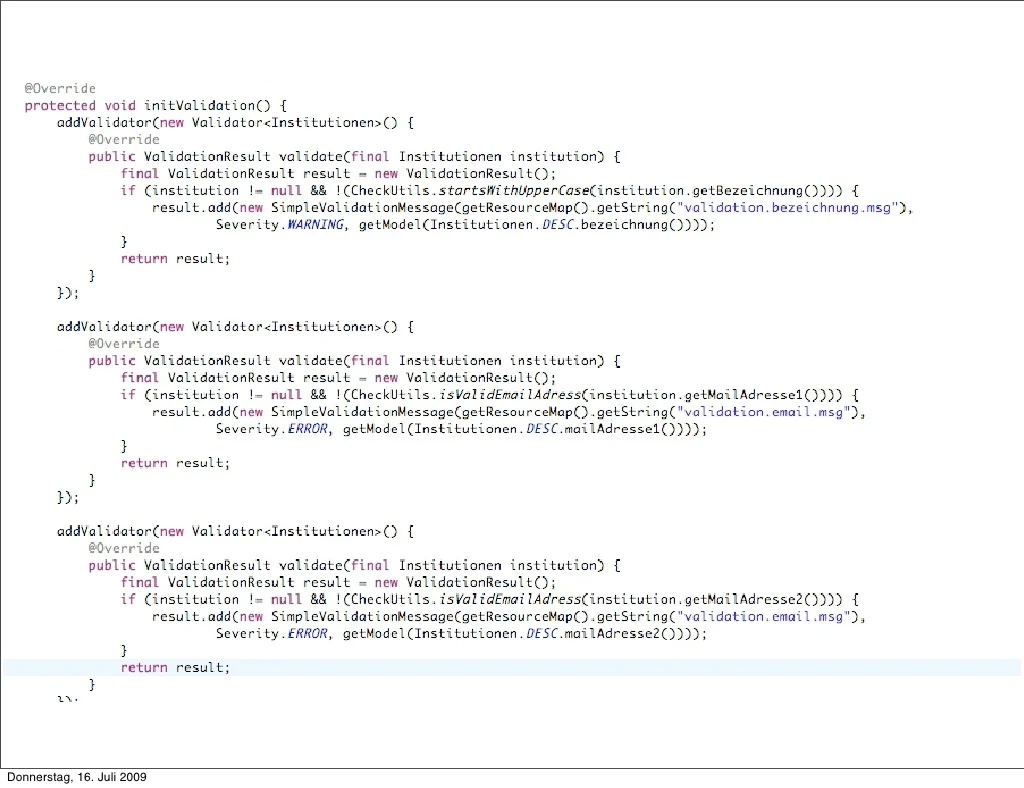 @Override
protected void initValidation() {
    addValidator(new Validator<Institutionen>() {
        @Override
        public ValidationResult validate(final Institutionen institution) {
            final ValidationResult result = new ValidationResult();
            if (institution != null && !(CheckUtils.startsWithUpperCase(institution.getBezeichnung()))) {
                result.add(new SimpleValidationMessage(getResourceMap().getString("validation.bezeichnung.msg"),
                        Severity.WARNING, getModel(Institutionen.DESC.bezeichnung())));
            }
            return result;
        }
    });

    addValidator(new Validator<Institutionen>() {
        @Override
        public ValidationResult validate(final Institutionen institution) {
            final ValidationResult result = new ValidationResult();
            if (institution != null && !(CheckUtils.isValidEmailAdress(institution.getMailAdresse1()))) {
                result.add(new SimpleValidationMessage(getResourceMap().getString("validation.email.msg"),
                        Severity.ERROR, getModel(Institutionen.DESC.mailAdresse1())));
            }
            return result;
        }
    });

    addValidator(new Validator<Institutionen>() {
        @Override
        public ValidationResult validate(final Institutionen institution) {
            final ValidationResult result = new ValidationResult();
            if (institution != null && !(CheckUtils.isValidEmailAdress(institution.getMailAdresse2()))) {
                result.add(new SimpleValidationMessage(getResourceMap().getString("validation.email.msg"),
                        Severity.ERROR, getModel(Institutionen.DESC.mailAdresse2())));
            }
            return result;
        }
Donnerstag, 16. Juli 2009